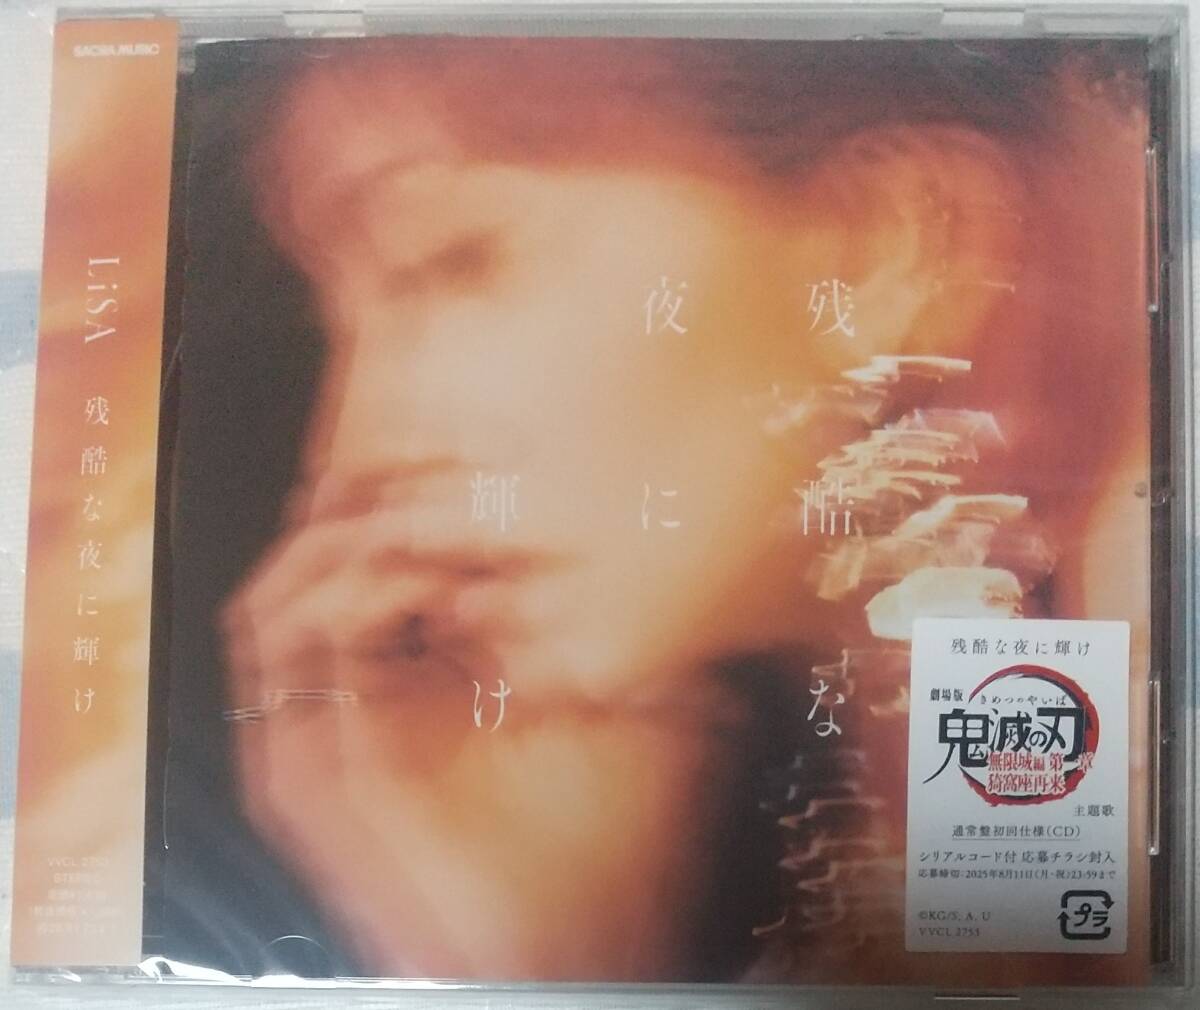 SACRA MUSIC
LiSA 残酷な夜に輝け
VVCL 2753
STEREO
残酷な
夜に
輝け
残酷な夜に輝け
劇場版
きめつのやいば
鬼滅の刃
無限城編 第一章
猗窩座再来
主題歌
通常盤初回仕様(CD)
シリアルコード付 応募チラシ封入
応募締切:2025年8月11日(月・祝)23:59まで
プラ
©KG/S, A, U
VVCL 2753